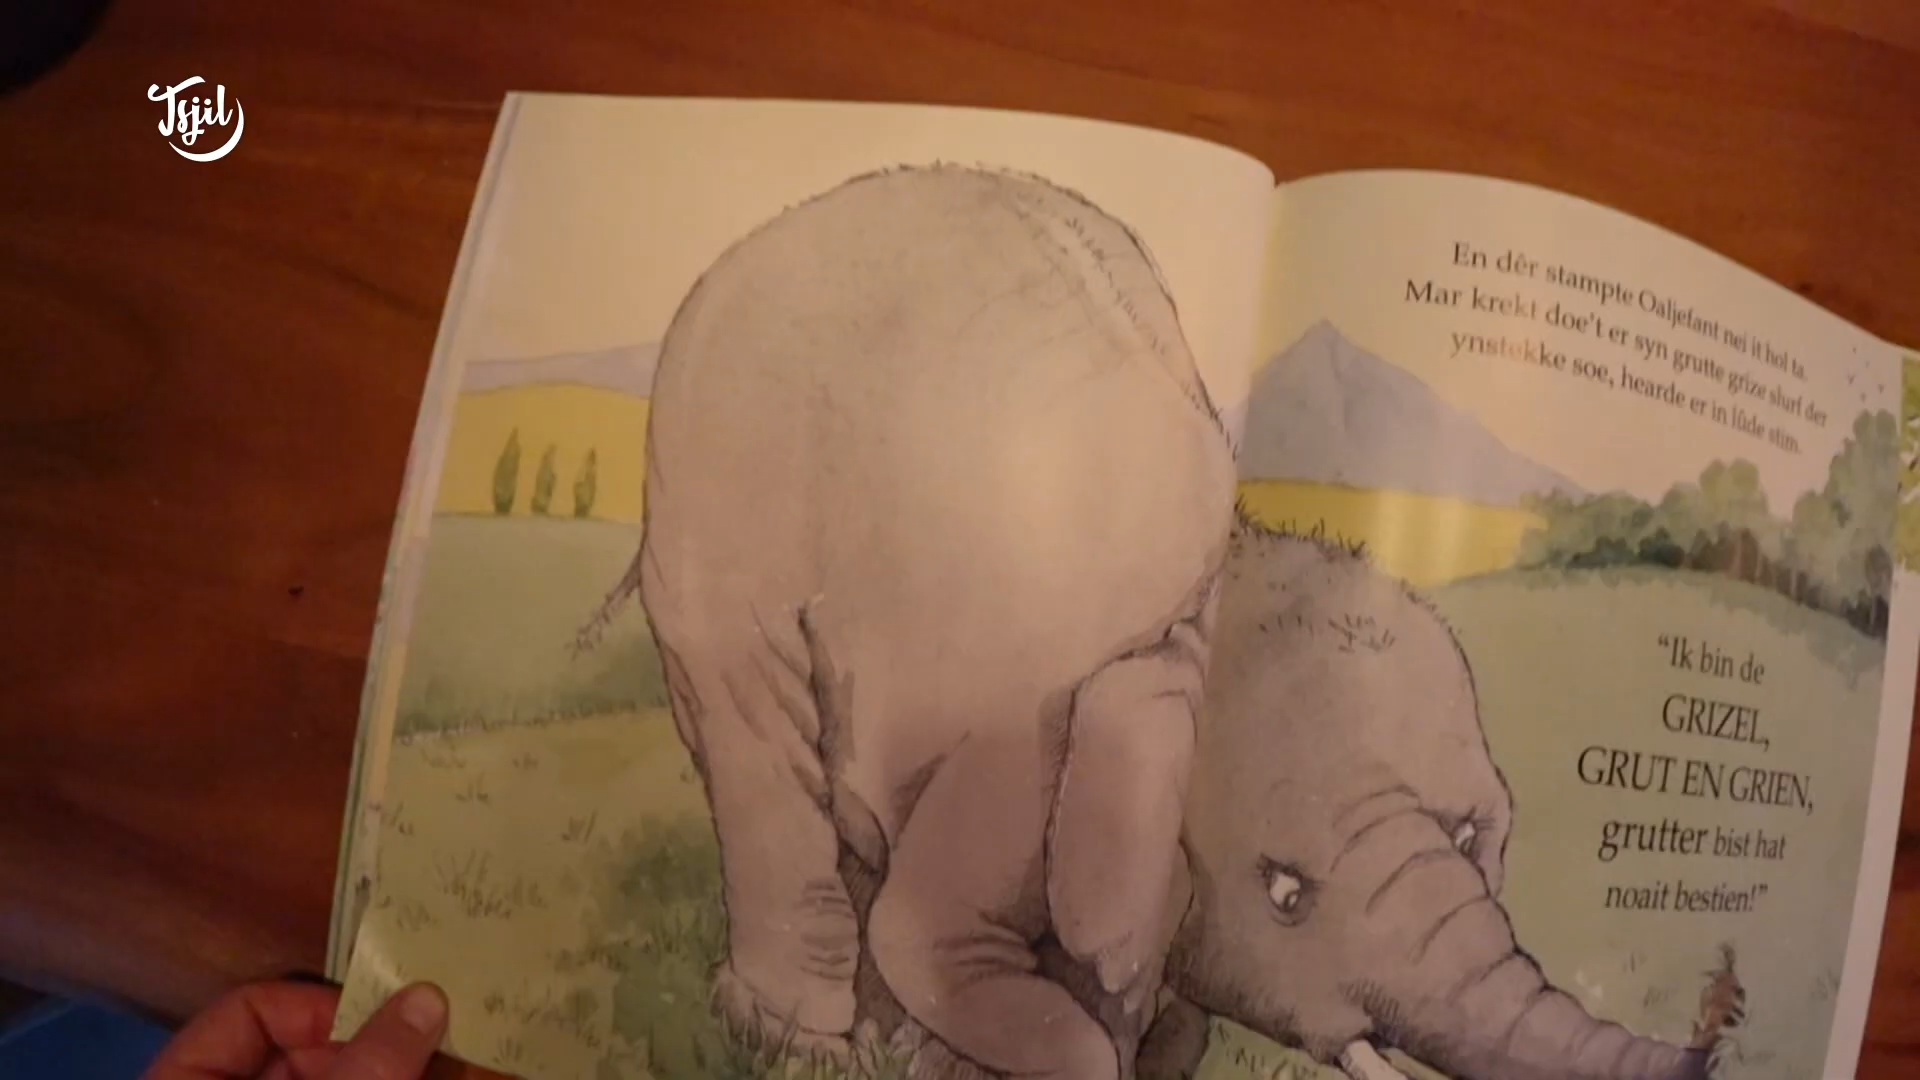 Tsjil
En dêr stampte Oaljefant nei it hol ta.
Mar krekt doe't er syn grutte grize slurf der
ynstekke soe, hearde er in lûde stim.
“Ik bin de
GRIZEL,
GRUT EN GRIEN,
grutter bist hat
noait bestien!”